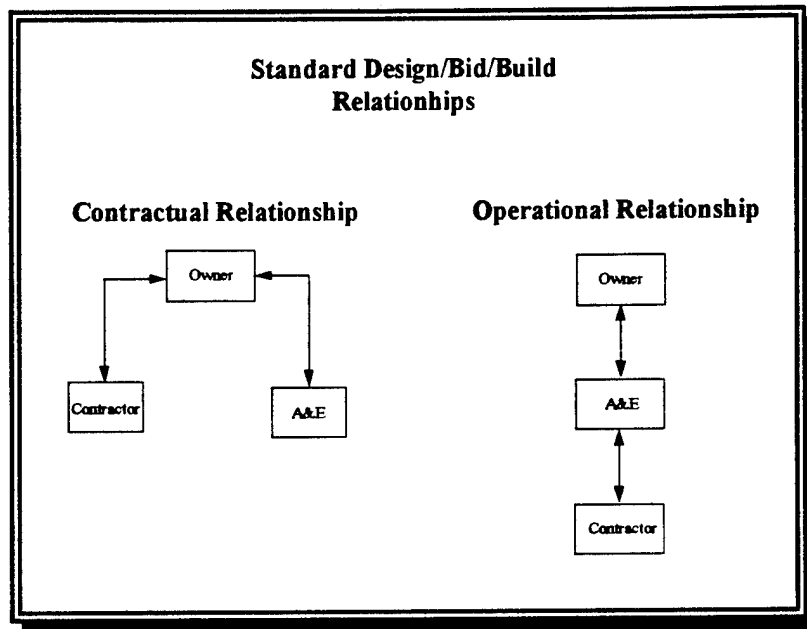 Standard Design/Bid/Build
Relationhips
Contractual Relationship
Owner
Contractor
A&E
Operational Relationship
Owner
A&E
Contractor